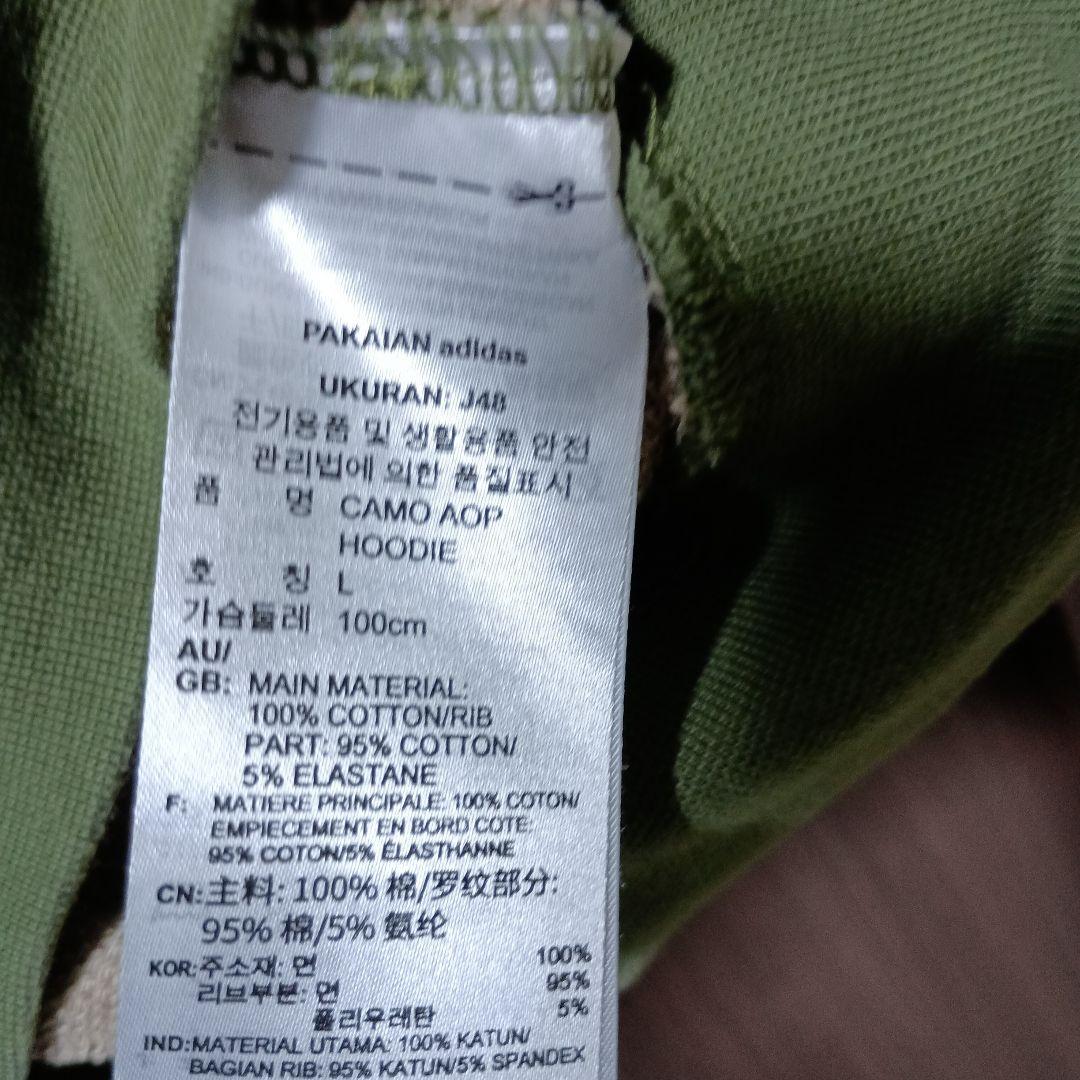 PAKAIAN adidas
UKURAN: J48
전기용품 및 생활용품 안전
관리법에 의한 품질표시
품 명 CAMO AOP
HOODIE
호 칭 L
가슴둘레 100cm
AU/
GB: MAIN MATERIAL:
100% COTTON/RIB
PART: 95% COTTON/
5% ELASTANE
F: MATIERE PRINCIPALE: 100% COTON/
EMPIECEMENT EN BORD COTE:
95% COTON/5% ÉLASTHANNE
CN:主料: 100% 棉/罗纹部分:
95% 棉/5% 氨纶
KOR:주소재: 면 100%
리브부분: 면 95%
폴리우레탄 5%
IND:MATERIAL UTAMA: 100% KATUN/
BAGIAN RIB: 95% KATUN/5% SPANDEX